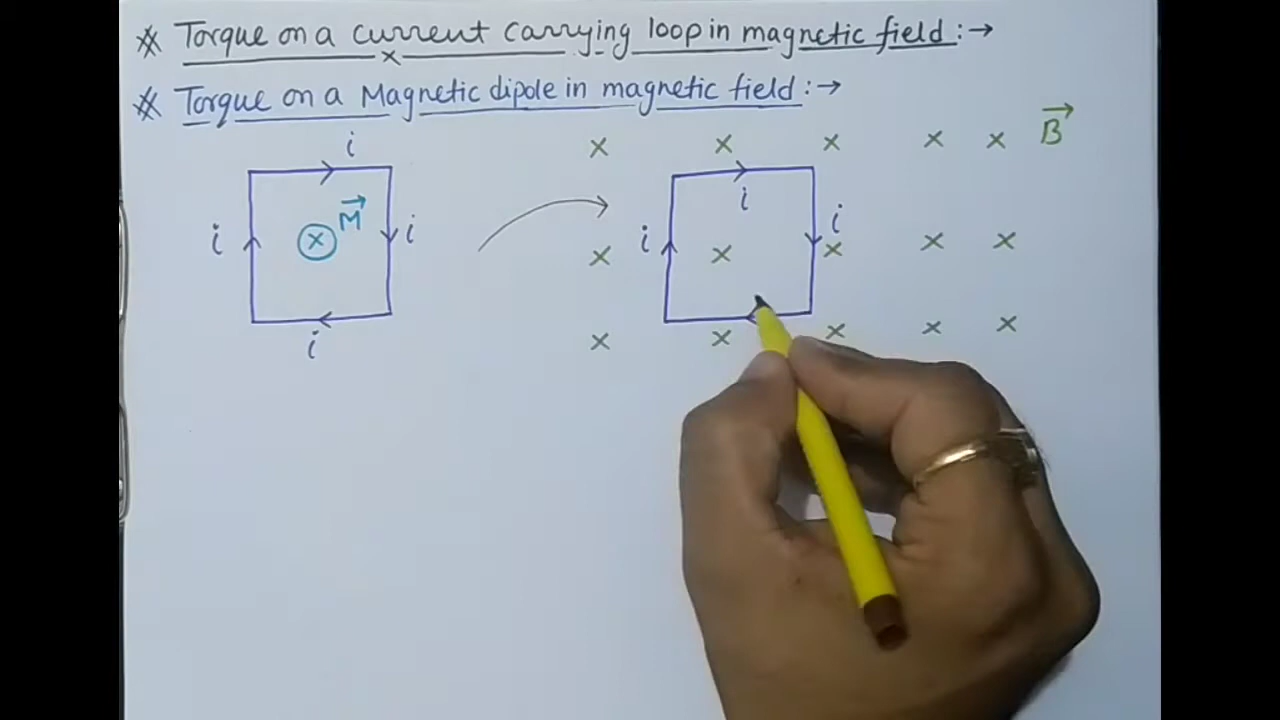 ⁎ Torque on a current carrying loop in magnetic field :→
x
⁎ Torque on a Magnetic dipole in magnetic field :→
x x x x x B
i i
M
i x i i i
x x x x x
i
x x x x x